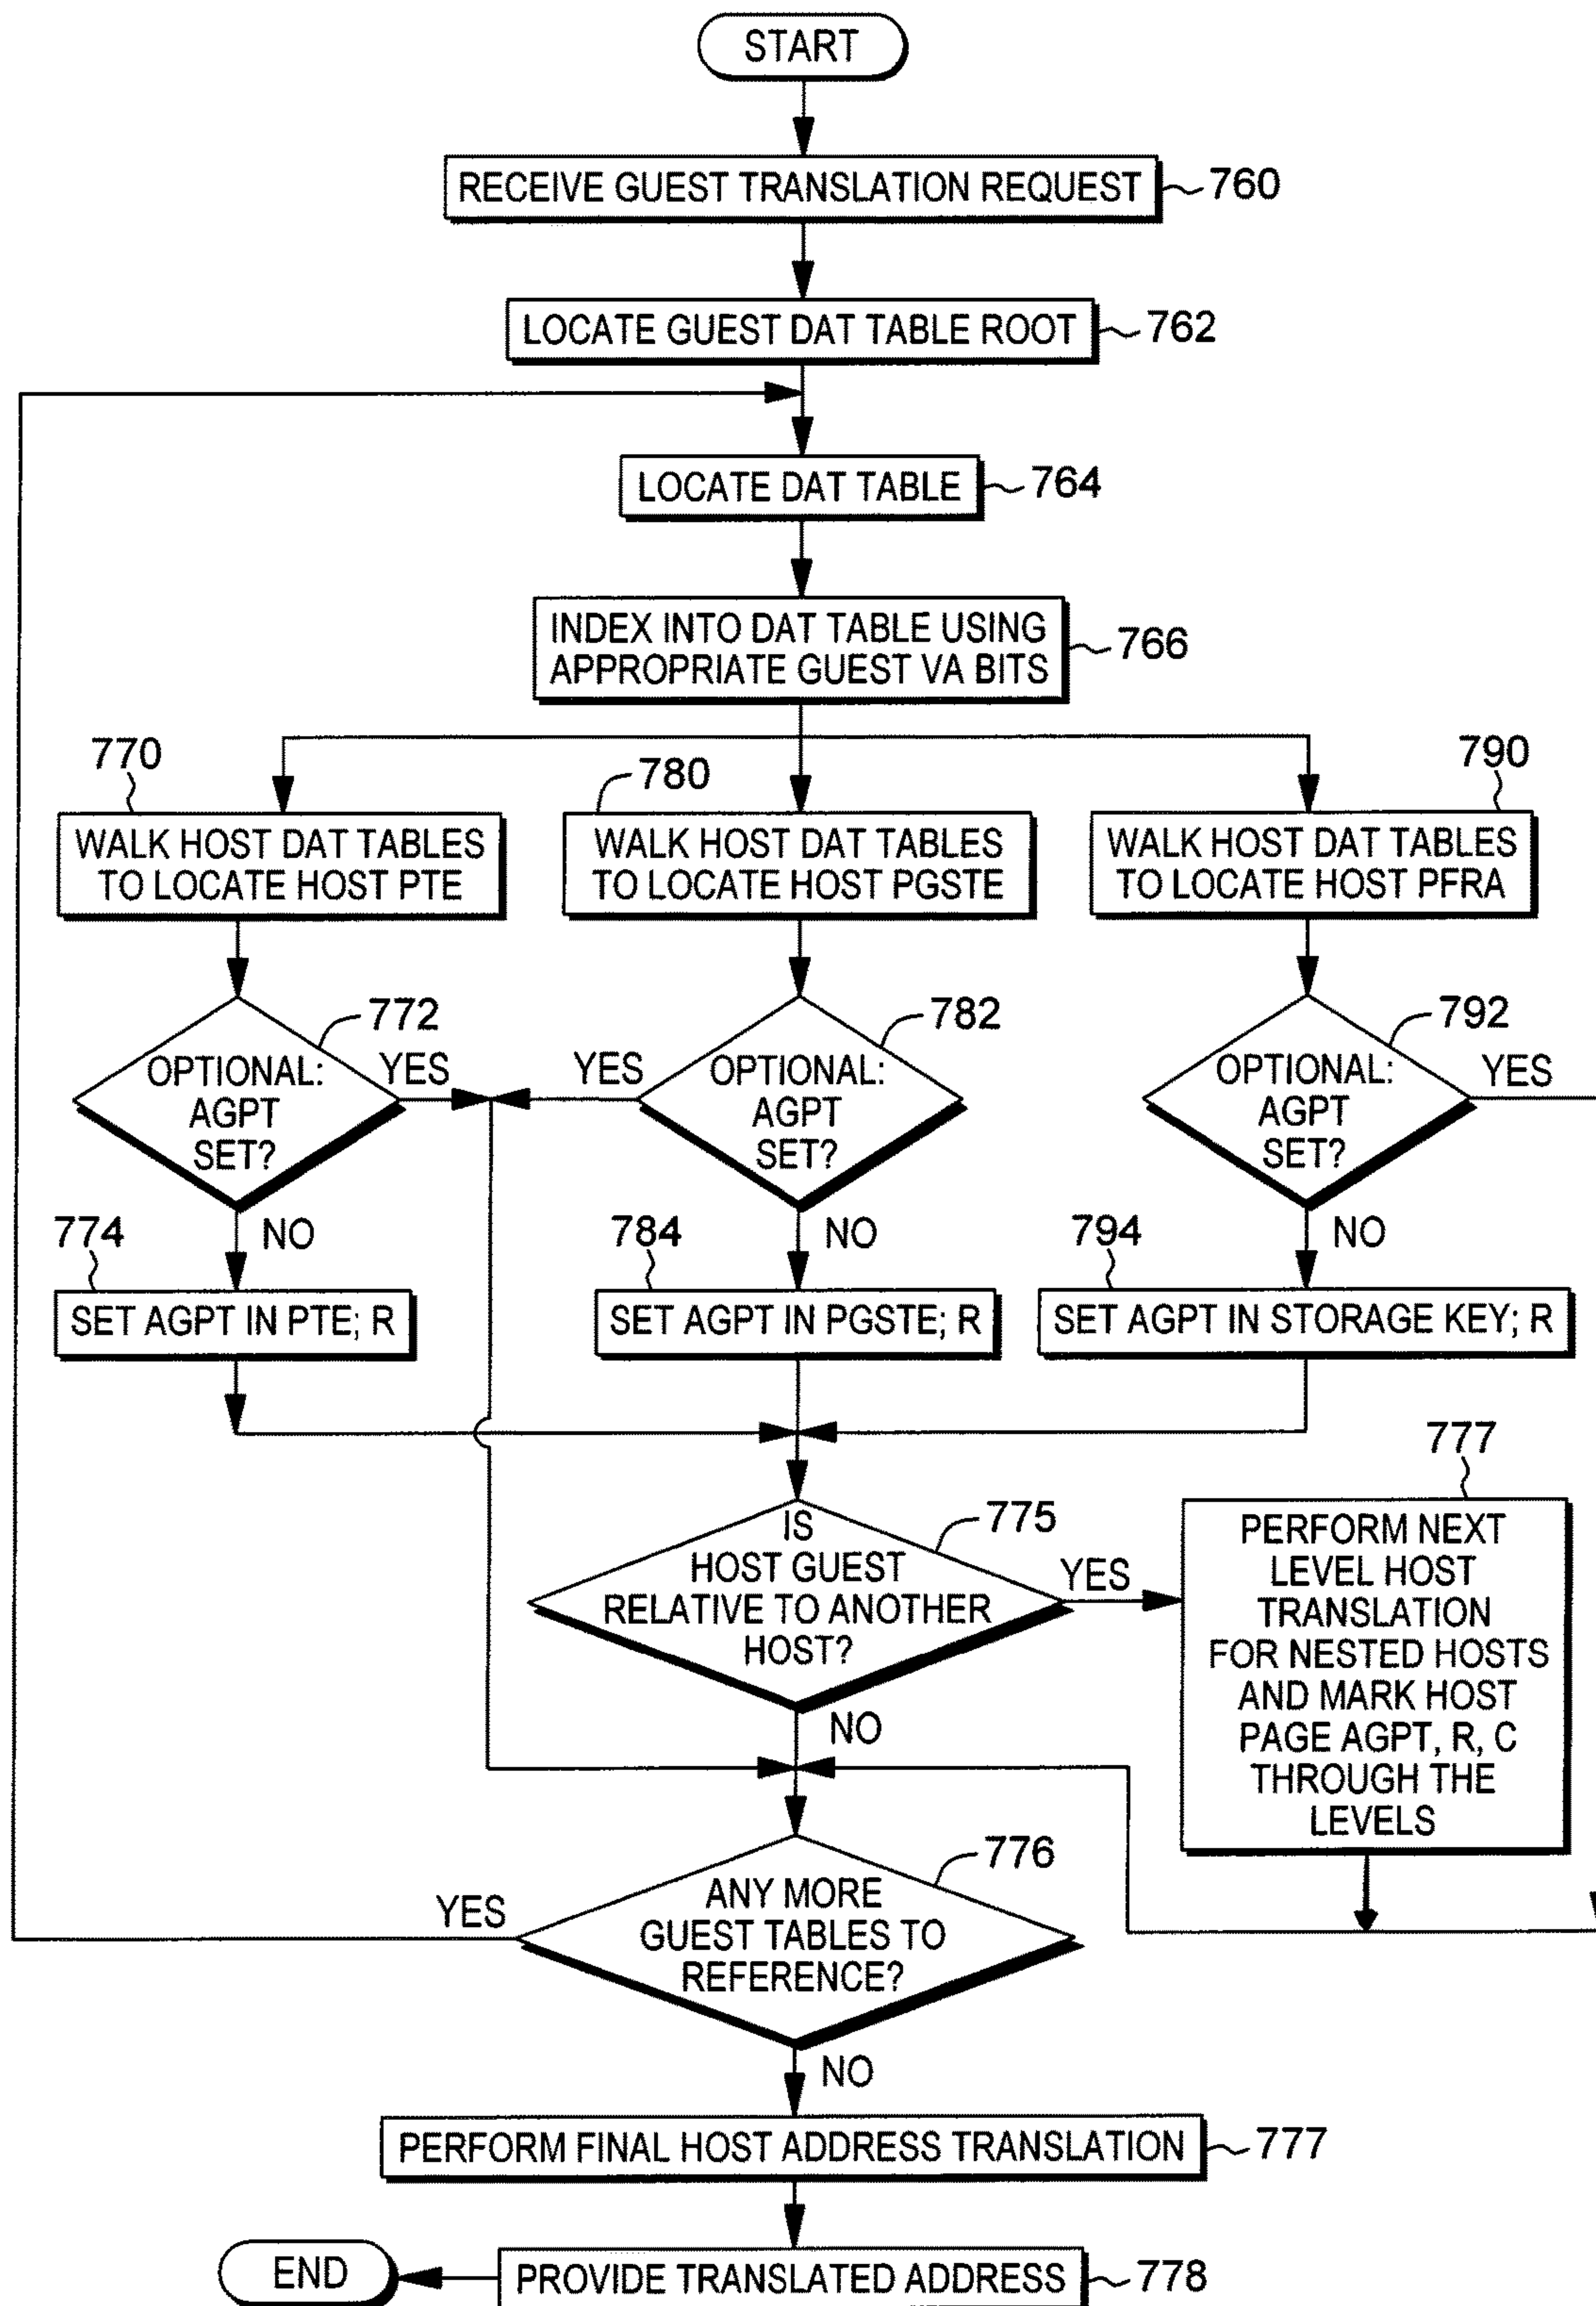 START
RECEIVE GUEST TRANSLATION REQUEST
760
LOCATE GUEST DAT TABLE ROOT
762
LOCATE DAT TABLE
764
INDEX INTO DAT TABLE USING
APPROPRIATE GUEST VA BITS
766
770
780
790
WALK HOST DAT TABLES
TO LOCATE HOST PTE
WALK HOST DAT TABLES
TO LOCATE HOST PGSTE
WALK HOST DAT TABLES
TO LOCATE HOST PFRA
772
OPTIONAL:
AGPT
SET?
YES
782
YES
OPTIONAL:
AGPT
SET?
792
OPTIONAL:
AGPT
SET?
YES
NO
NO
NO
774
784
794
SET AGPT IN PTE; R
SET AGPT IN PGSTE; R
SET AGPT IN STORAGE KEY; R
775
IS
HOST GUEST
RELATIVE TO ANOTHER
HOST?
YES
NO
777
PERFORM NEXT
LEVEL HOST
TRANSLATION
FOR NESTED HOSTS
AND MARK HOST
PAGE AGPT, R, C
THROUGH THE
LEVELS
776
ANY MORE
GUEST TABLES TO
REFERENCE?
YES
NO
PERFORM FINAL HOST ADDRESS TRANSLATION
777
PROVIDE TRANSLATED ADDRESS
778
END